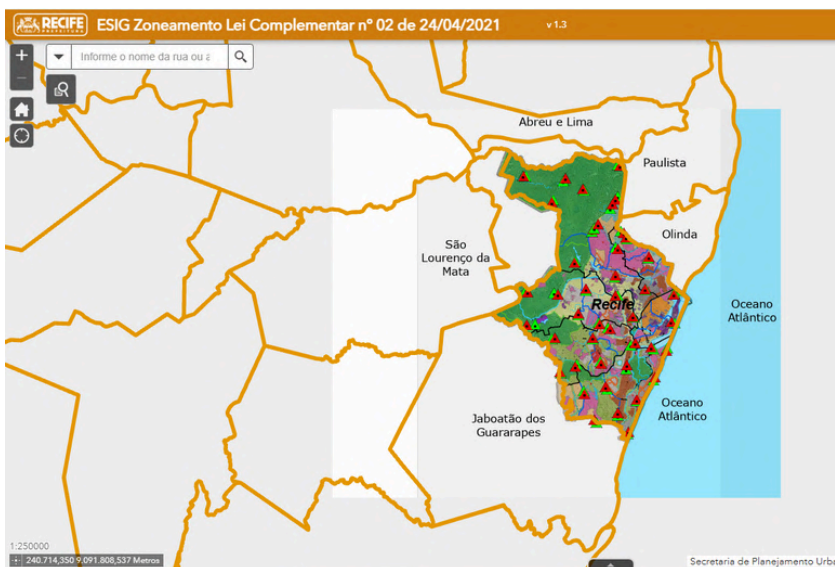 RECIFE
PREFEITURA
ESIG Zoneamento Lei Complementar nº 02 de 24/04/2021
v 1.3
Informe o nome da rua ou a
Abreu e Lima
Paulista
Olinda
São
Lourenço da
Mata
Recife
Oceano
Atlântico
Oceano
Atlântico
Jaboatão dos
Guararapes
1:250000
240.714,350 9.091.808,537 Metros
Secretaria de Planejamento Urba